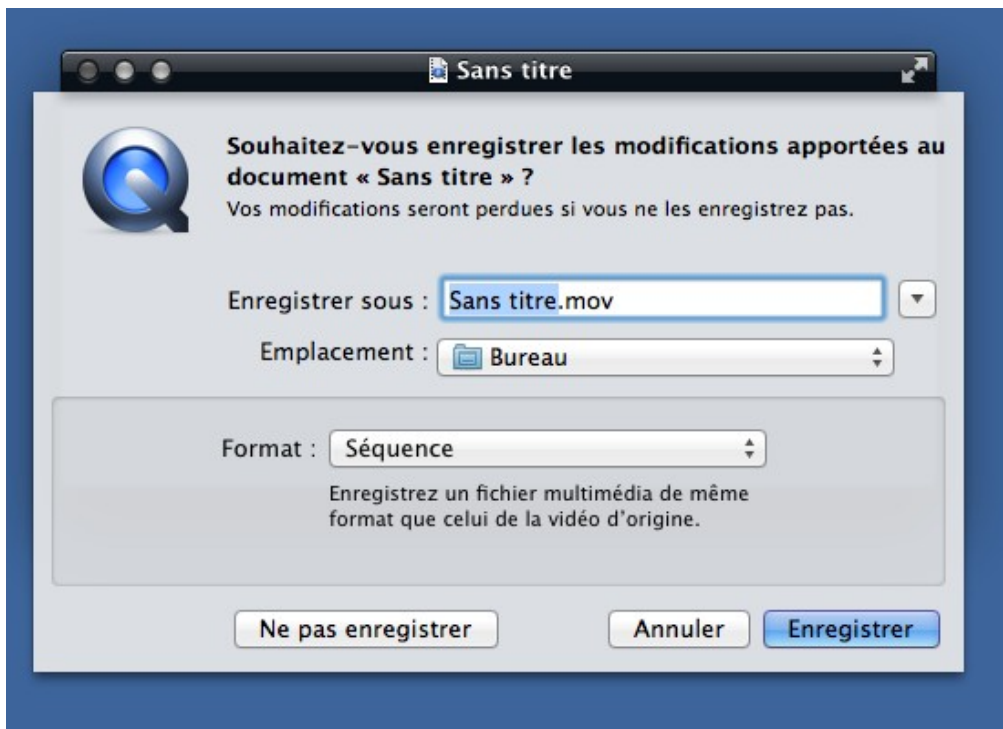 Sans titre
Souhaitez-vous enregistrer les modifications apportées au
document « Sans titre » ?
Vos modifications seront perdues si vous ne les enregistrez pas.
Enregistrer sous : Sans titre.mov
Emplacement : Bureau
Format : Séquence
Enregistrez un fichier multimédia de même
format que celui de la vidéo d'origine.
Ne pas enregistrer Annuler Enregistrer